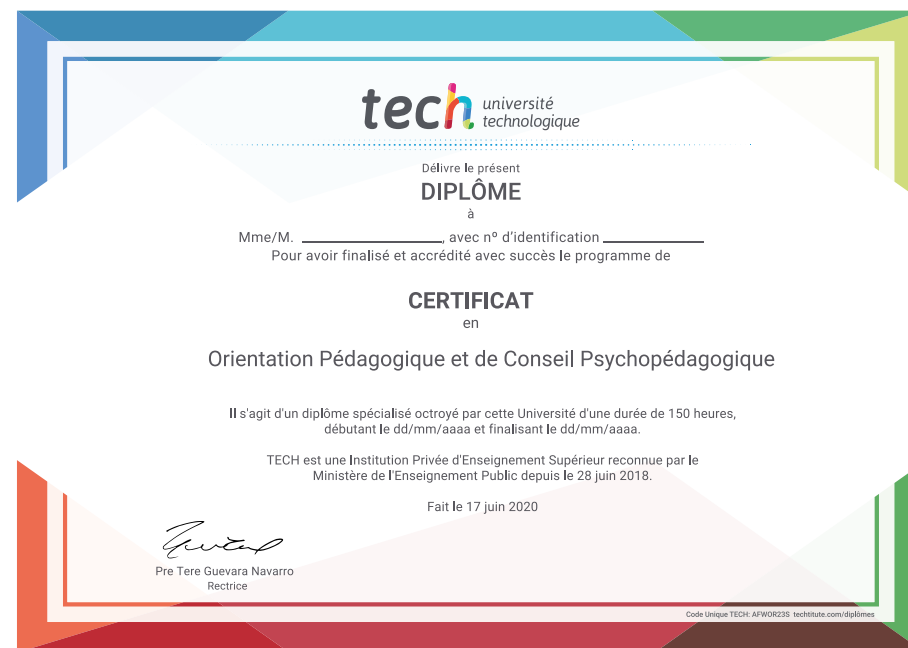 tech université
technologique
Délivre le présent
DIPLÔME
à
Mme/M. ____________________, avec nº d'identification ______________
Pour avoir finalisé et accrédité avec succès le programme de
CERTIFICAT
en
Orientation Pédagogique et de Conseil Psychopédagogique
Il s'agit d'un diplôme spécialisé octroyé par cette Université d'une durée de 150 heures,
débutant le dd/mm/aaaa et finalisant le dd/mm/aaaa.
TECH est une Institution Privée d'Enseignement Supérieur reconnue par le
Ministère de l'Enseignement Public depuis le 28 juin 2018.
Fait le 17 juin 2020
Pre Tere Guevara Navarro
Rectrice
Code Unique TECH: AFWOR23S techtitute.com/diplômes